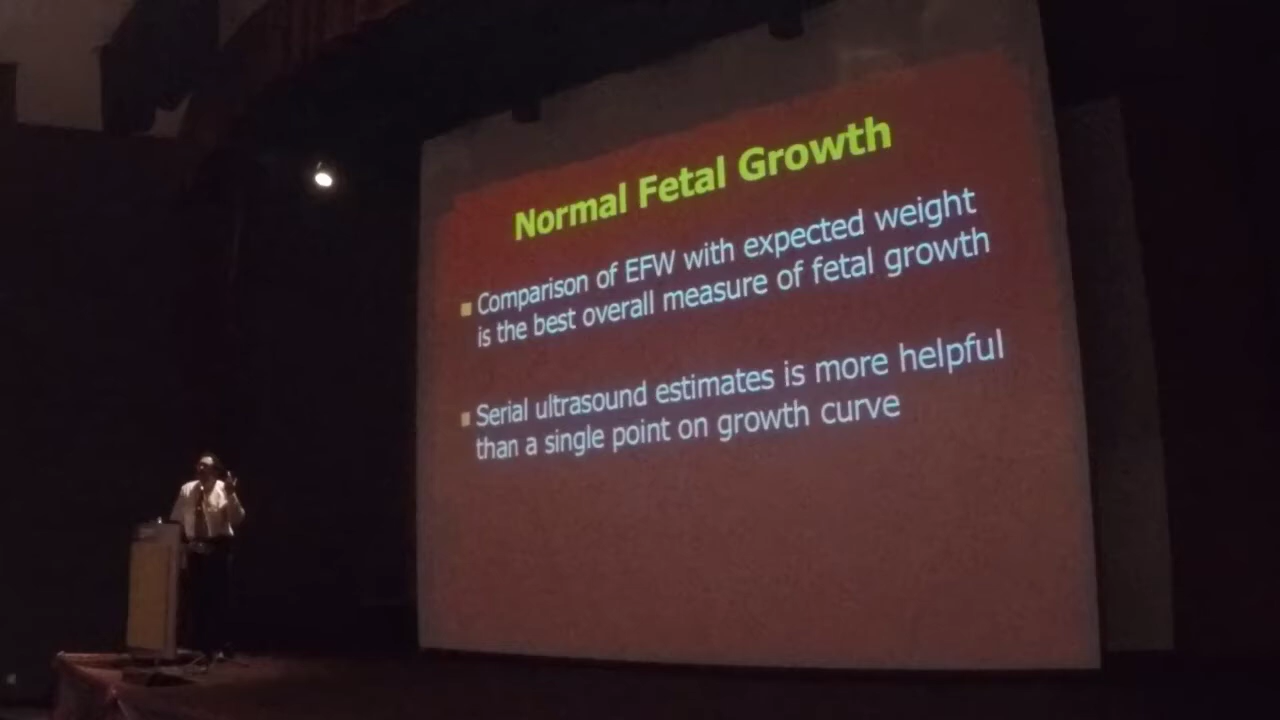 Normal Fetal Growth
Comparison of EFW with expected weight
is the best overall measure of fetal growth
Serial ultrasound estimates is more helpful
than a single point on growth curve